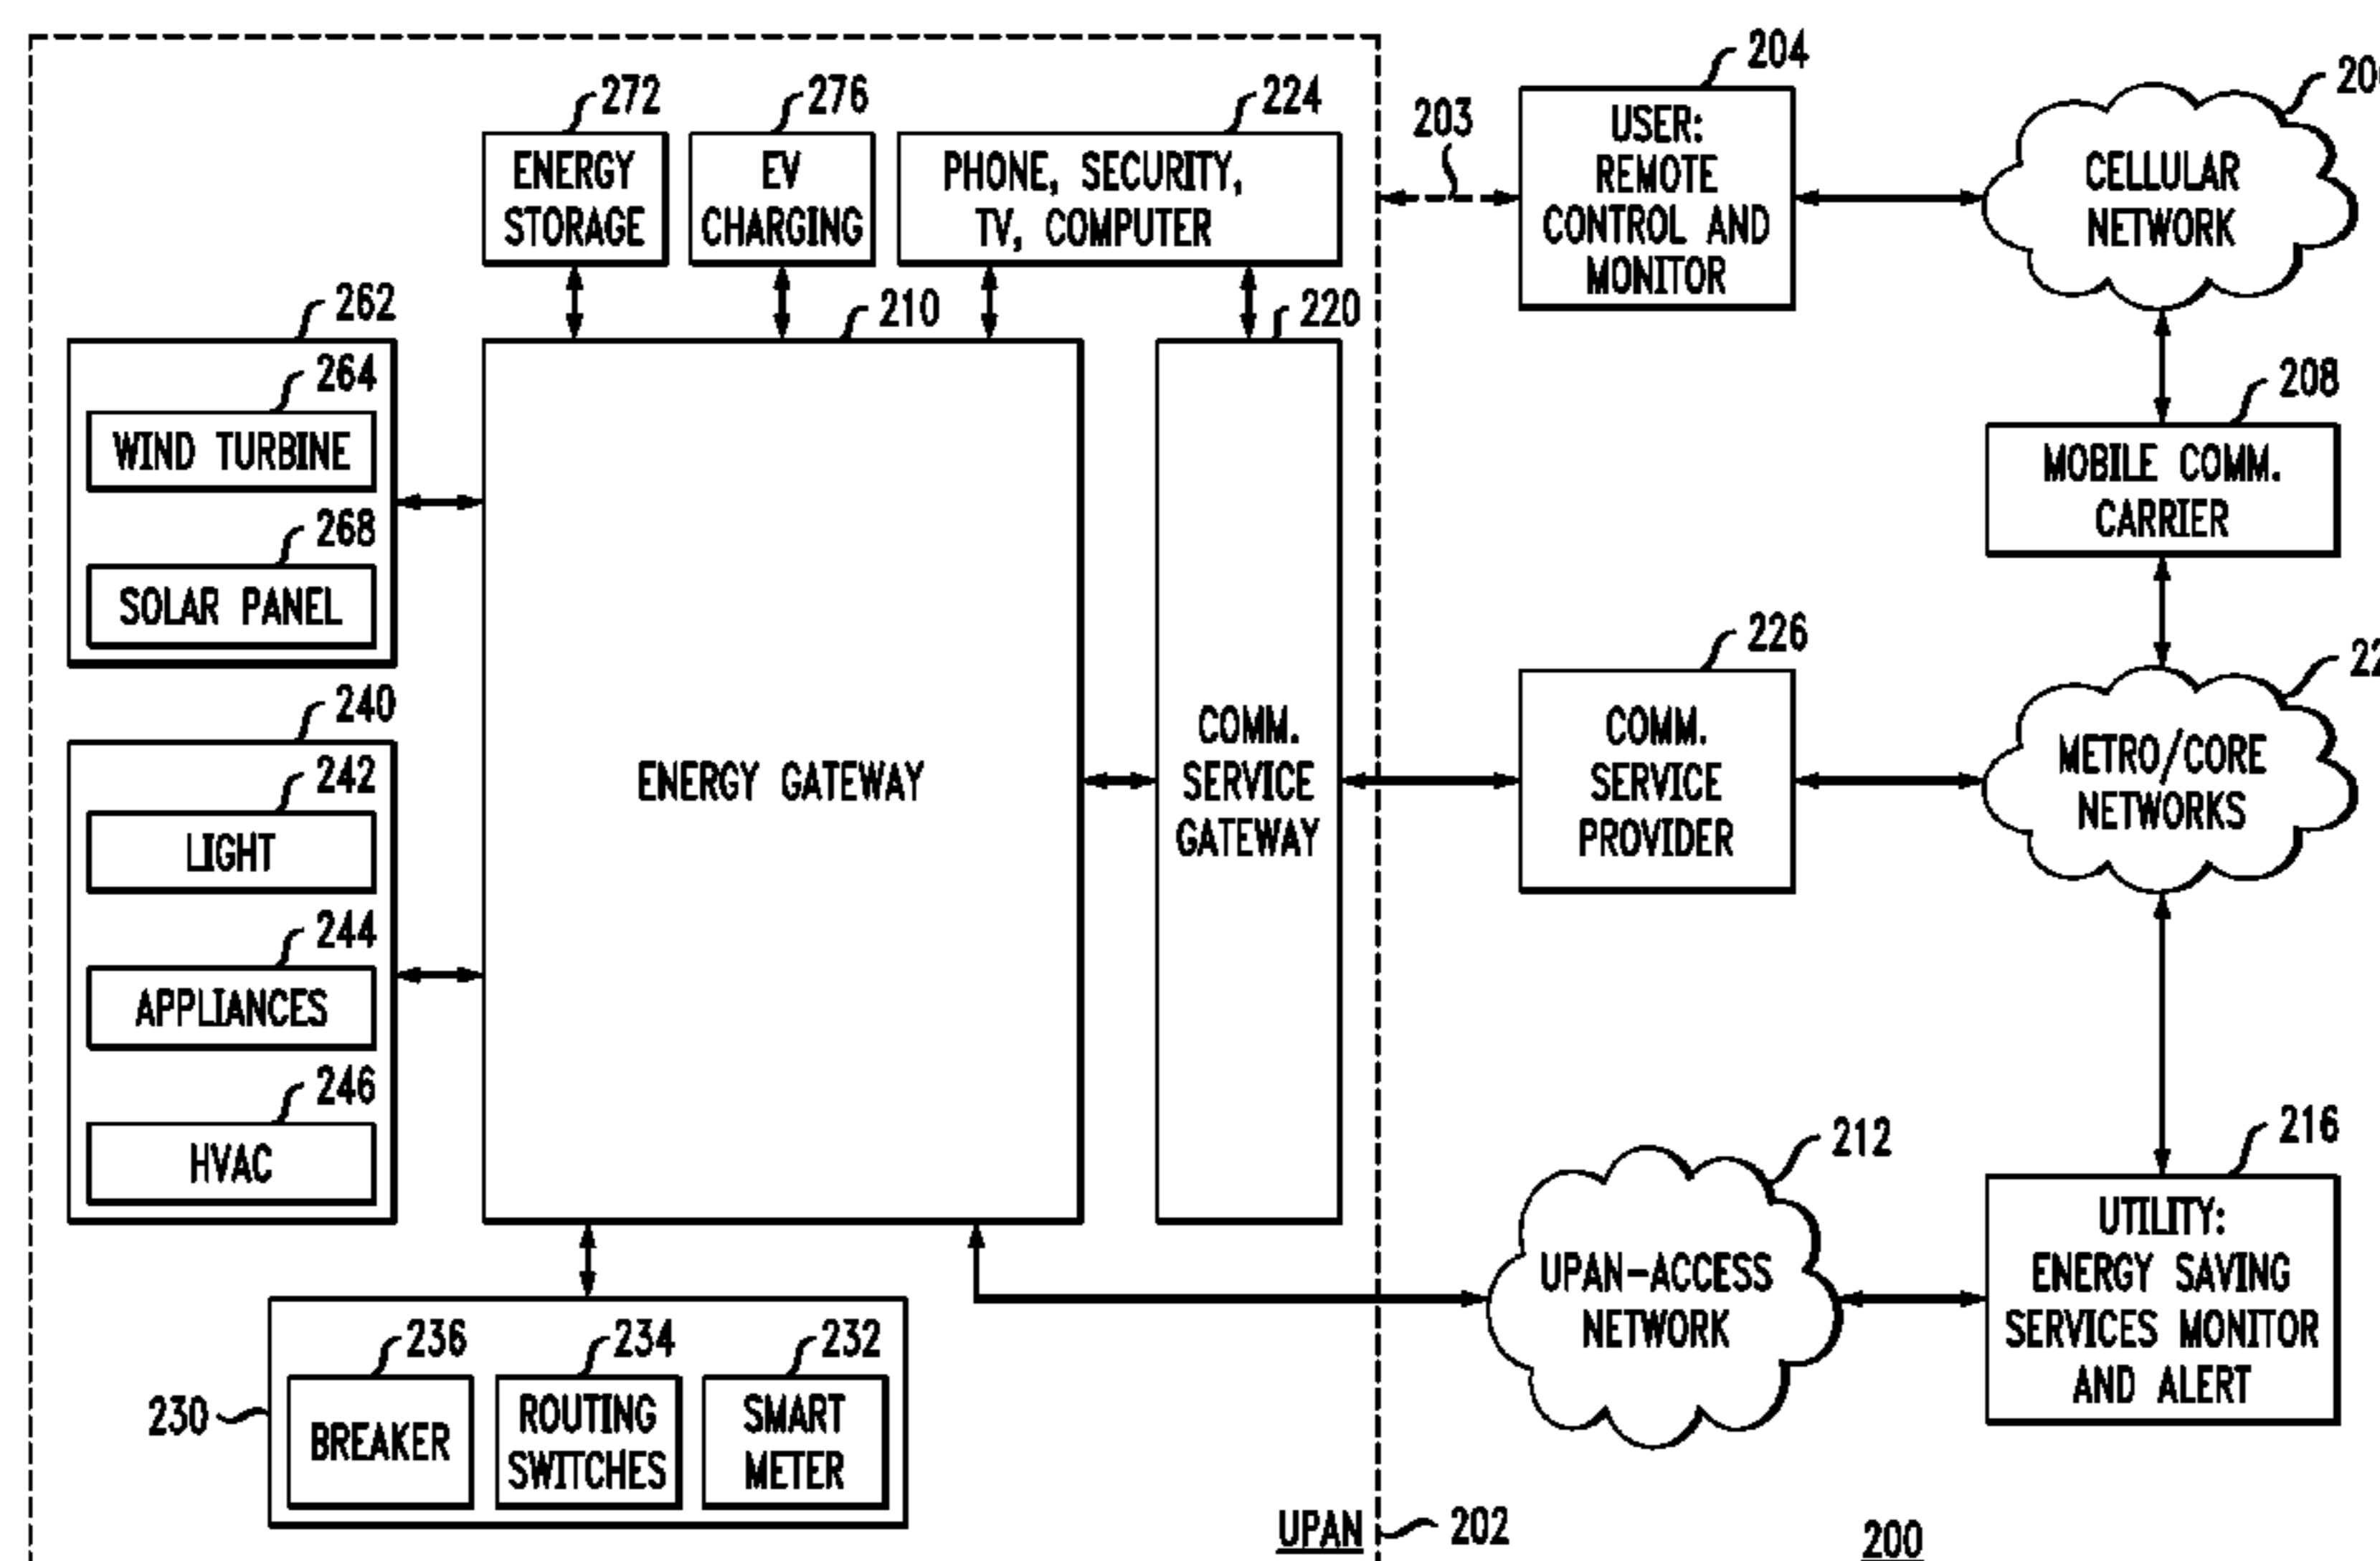 204
272
276
224
203
ENERGY
STORAGE
EV
CHARGING
PHONE, SECURITY,
TV, COMPUTER
USER:
REMOTE
CONTROL AND
MONITOR
CELLULAR
NETWORK
262
210
220
264
WIND TURBINE
208
MOBILE COMM.
CARRIER
268
SOLAR PANEL
226
240
242
LIGHT
ENERGY GATEWAY
COMM.
SERVICE
GATEWAY
COMM.
SERVICE
PROVIDER
METRO/CORE
NETWORKS
244
APPLIANCES
246
HVAC
212
216
UPAN-ACCESS
NETWORK
UTILITY:
ENERGY SAVING
SERVICES MONITOR
AND ALERT
236
234
232
230
BREAKER
ROUTING
SWITCHES
SMART
METER
UPAN
202
200